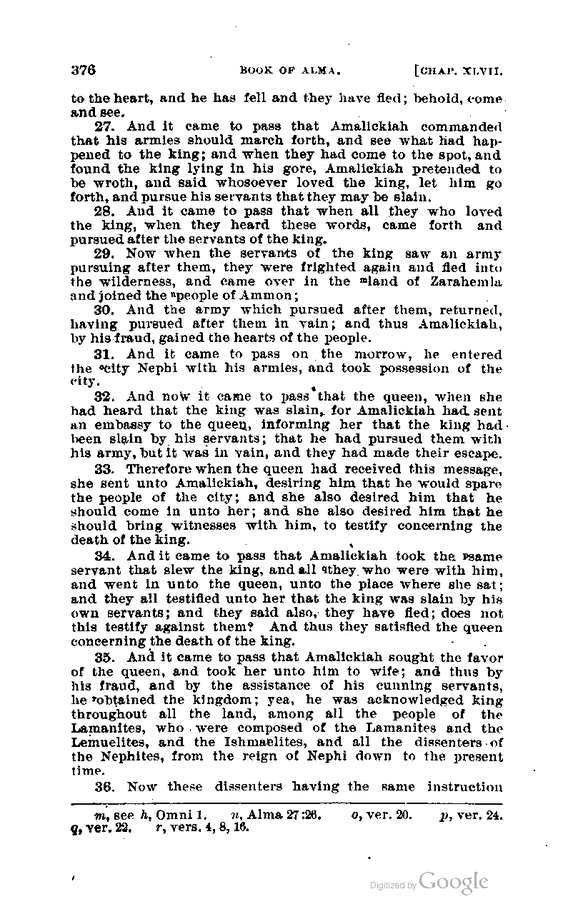 376 BOOK OF ALMA. [CHAP. XLVII.
to the heart, and he has fell and they have fled; behold, come
and see.
27. And it came to pass that Amalickiah commanded
that his armies should march forth, and see what had hap-
pened to the king; and when they had come to the spot, and
found the king lying in his gore, Amalickiah pretended to
be wroth, and said whosoever loved the king, let him go
forth, and pursue his servants that they may be slain.
28. And it came to pass that when all they who loved
the king, when they heard these words, came forth and
pursued after the servants of the king.
29. Now when the servants of the king saw an army
pursuing after them, they were frighted again and fled into
the wilderness, and came over in the ᵐland of Zarahemla
and joined the ⁿpeople of Ammon;
30. And the army which pursued after them, returned,
having pursued after them in vain; and thus Amalickiah,
by his fraud, gained the hearts of the people.
31. And it came to pass on the morrow, he entered
the ᵒcity Nephi with his armies, and took possession of the
city.
32. And now it came to pass that the queen, when she
had heard that the king was slain, for Amalickiah had sent
an embassy to the queen, informing her that the king had
been slain by his servants; that he had pursued them with
his army, but it was in vain, and they had made their escape.
33. Therefore when the queen had received this message,
she sent unto Amalickiah, desiring him that he would spare
the people of the city; and she also desired him that he
should come in unto her; and she also desired him that he
should bring witnesses with him, to testify concerning the
death of the king.
34. And it came to pass that Amalickiah took the ᵖsame
servant that slew the king, and all qthey who were with him,
and went in unto the queen, unto the place where she sat;
and they all testified unto her that the king was slain by his
own servants; and they said also, they have fled; does not
this testify against them? And thus they satisfied the queen
concerning the death of the king.
35. And it came to pass that Amalickiah sought the favor
of the queen, and took her unto him to wife; and thus by
his fraud, and by the assistance of his cunning servants,
he ʳobtained the kingdom; yea, he was acknowledged king
throughout all the land, among all the people of the
Lamanites, who were composed of the Lamanites and the
Lemuelites, and the Ishmaelites, and all the dissenters of
the Nephites, from the reign of Nephi down to the present
time.
36. Now these dissenters having the same instruction
m, see h, Omni 1. n, Alma 27:26. o, ver. 20. p, ver. 24.
q, ver. 22. r, vers. 4, 8, 16.
Digitized by Google